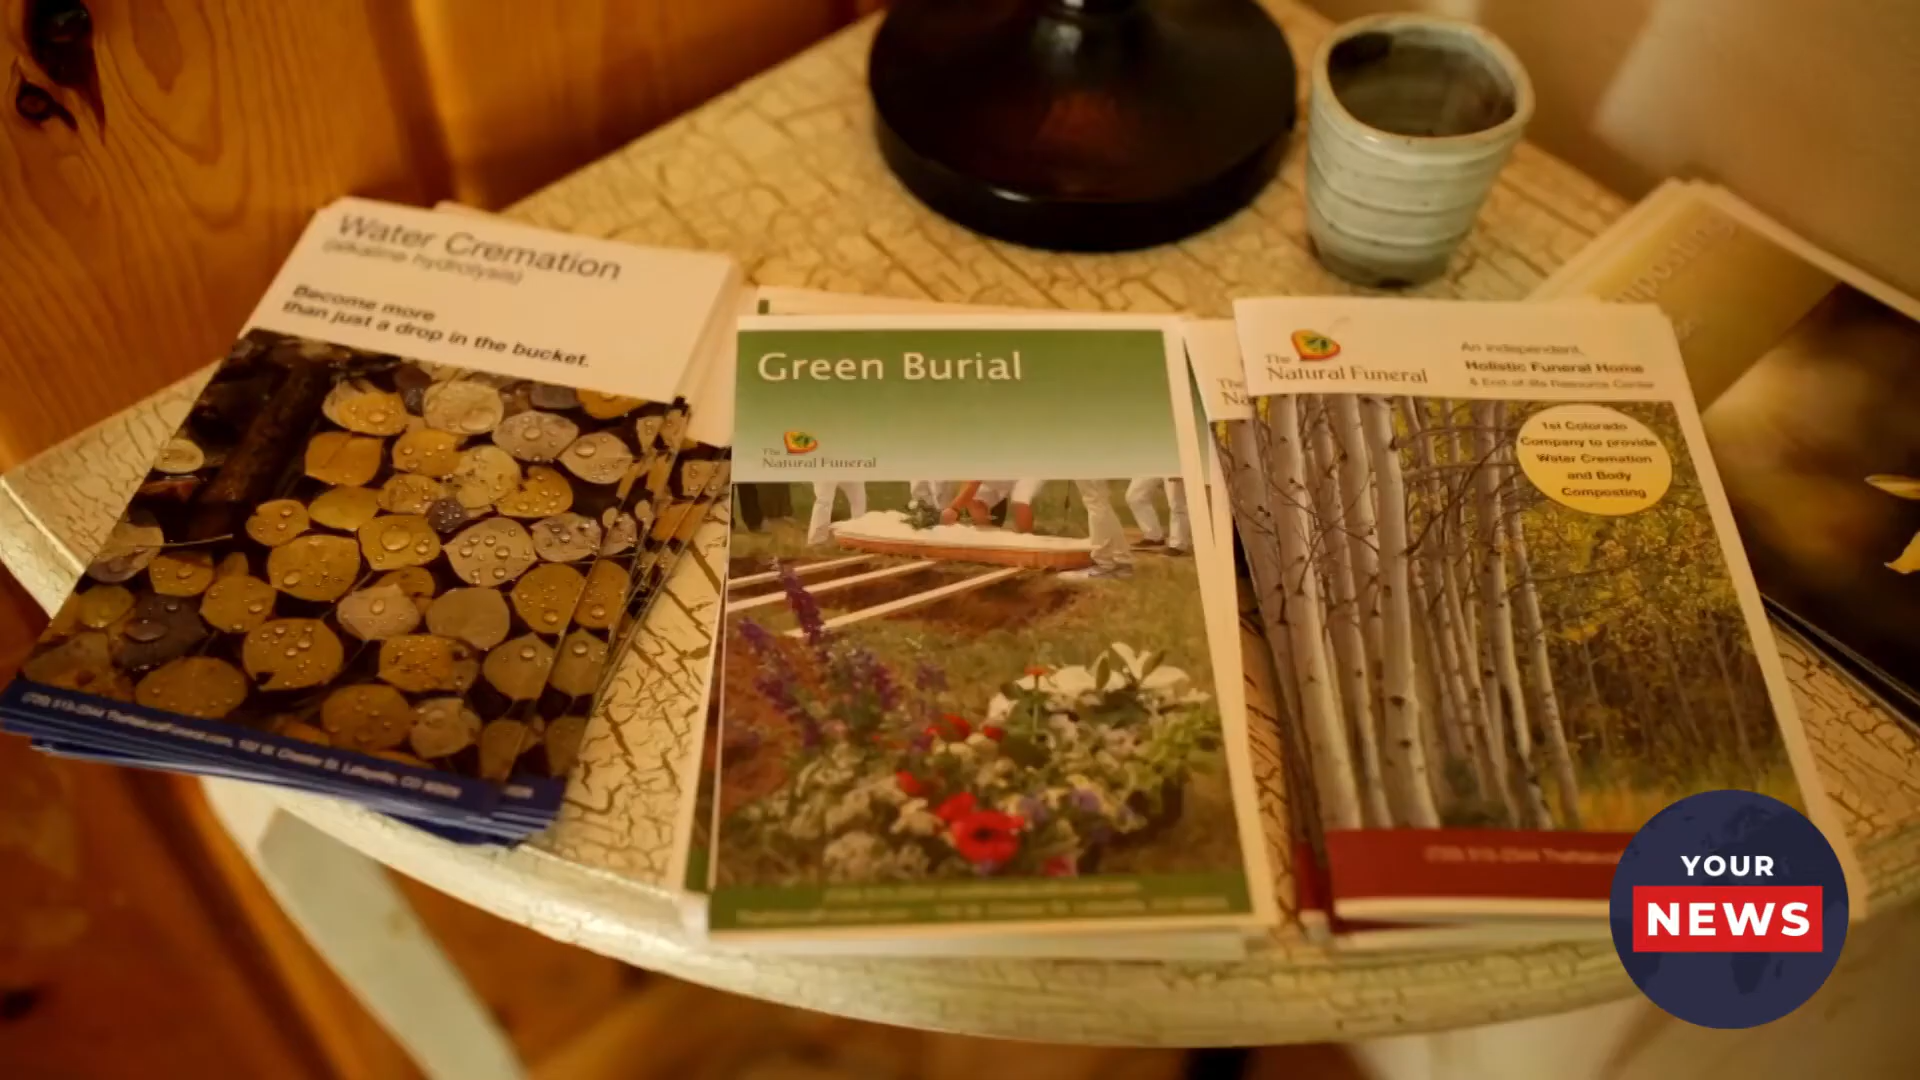 Water Cremation
(alkaline hydrolysis)
Become more
than just a drop in the bucket.
Green Burial
The
Natural Funeral
The
Natural Funeral
An independent,
Holistic Funeral Home
& End-of-life Resource Center
1st Colorado
Company to provide
Water Cremation
and Body
Composting
The
YOUR
NEWS